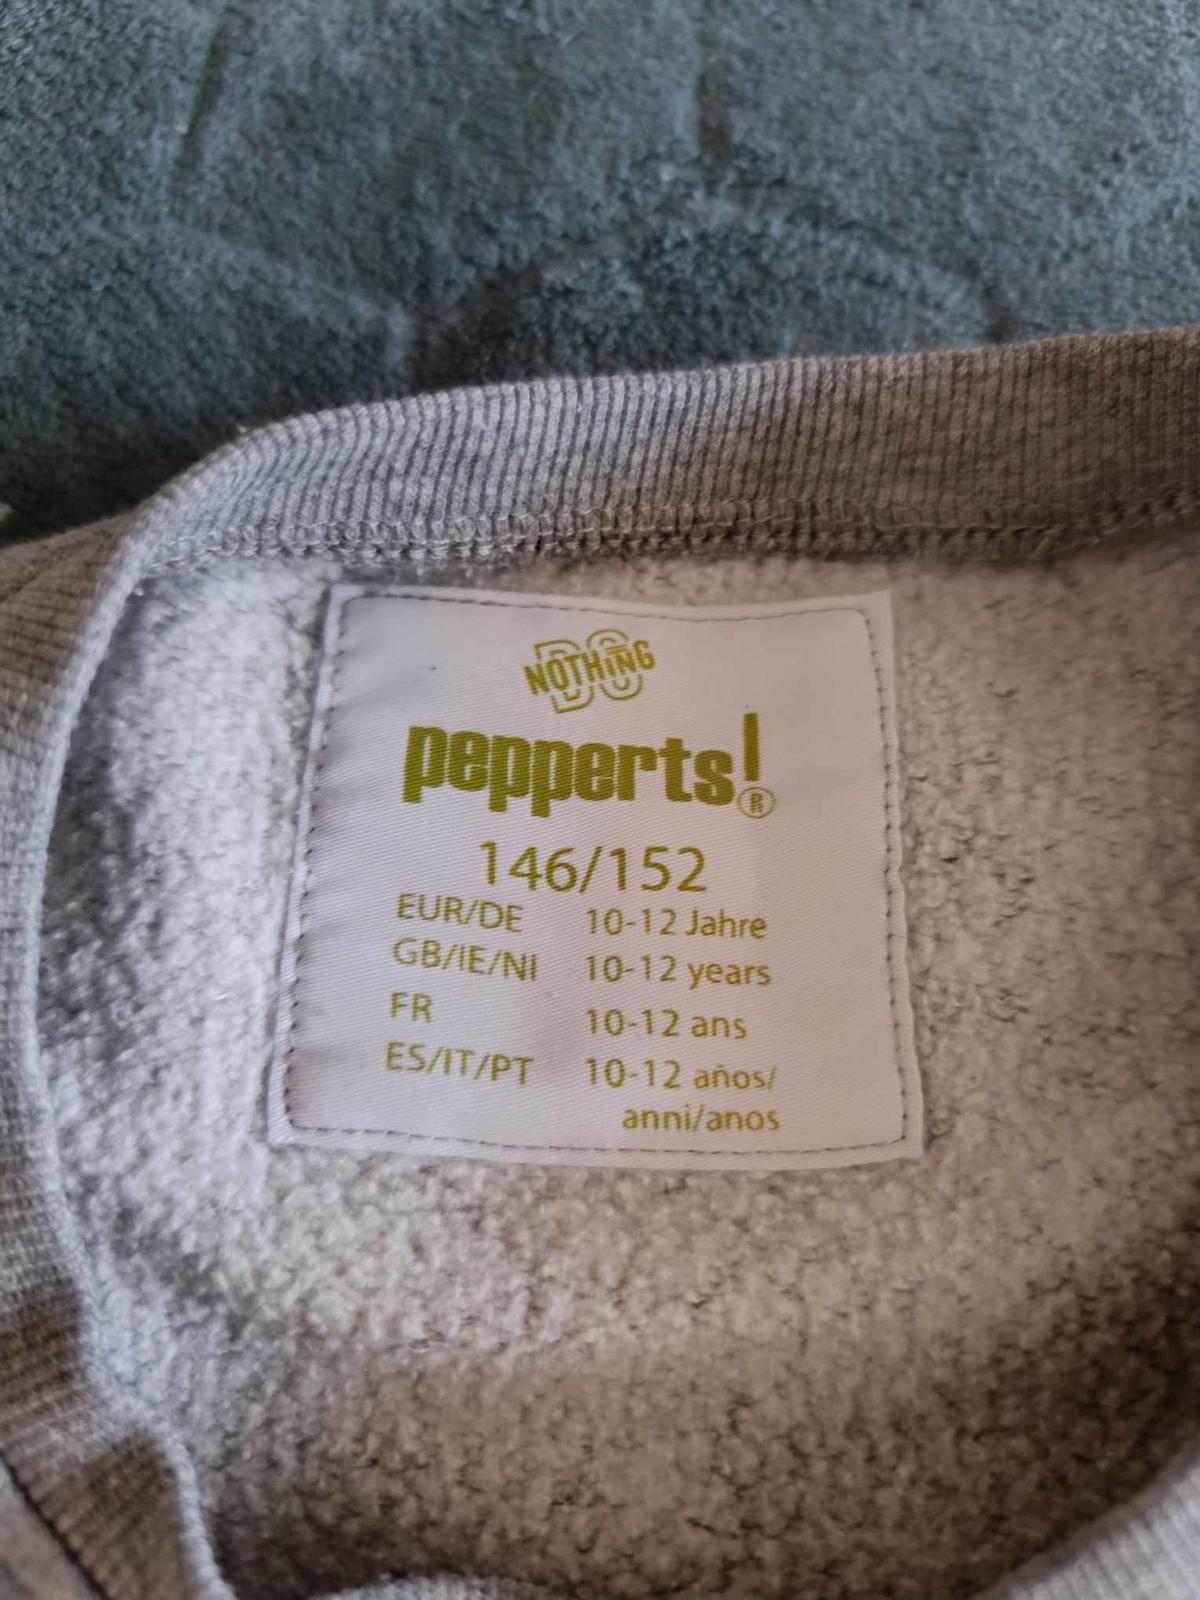 DO
NOTHING
pepperts!®
146/152
EUR/DE 10-12 Jahre
GB/IE/NI 10-12 years
FR 10-12 ans
ES/IT/PT 10-12 años/
anni/anos